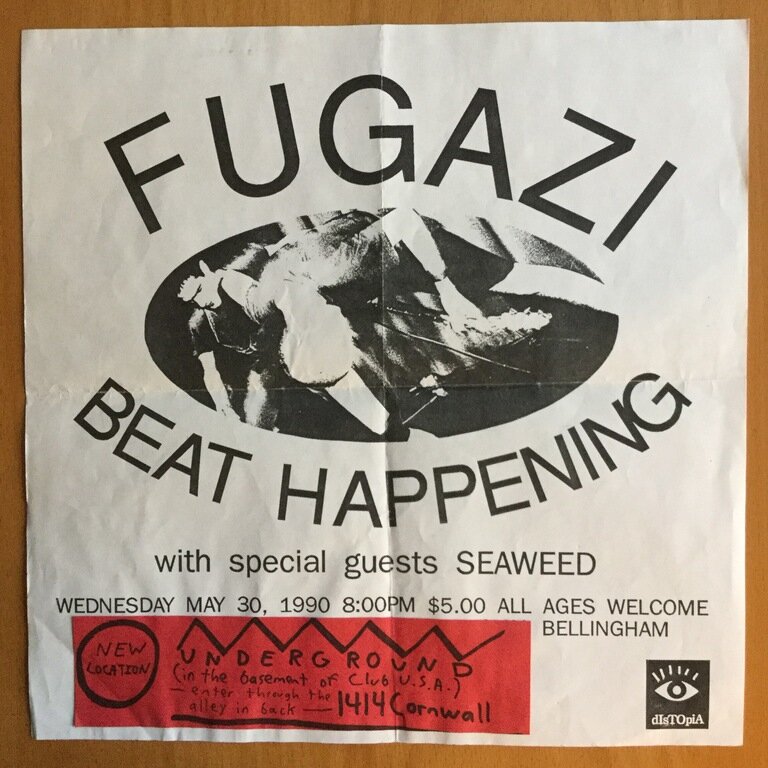 FUGAZI
BEAT HAPPENING
with special guests SEAWEED
WEDNESDAY MAY 30, 1990 8:00PM $5.00 ALL AGES WELCOME
BELLINGHAM
NEW
LOCATION
UNDERGROUND
(in the basement of Club U.S.A.)
— enter through the
alley in back — 1414 Cornwall
dIsTOpiA